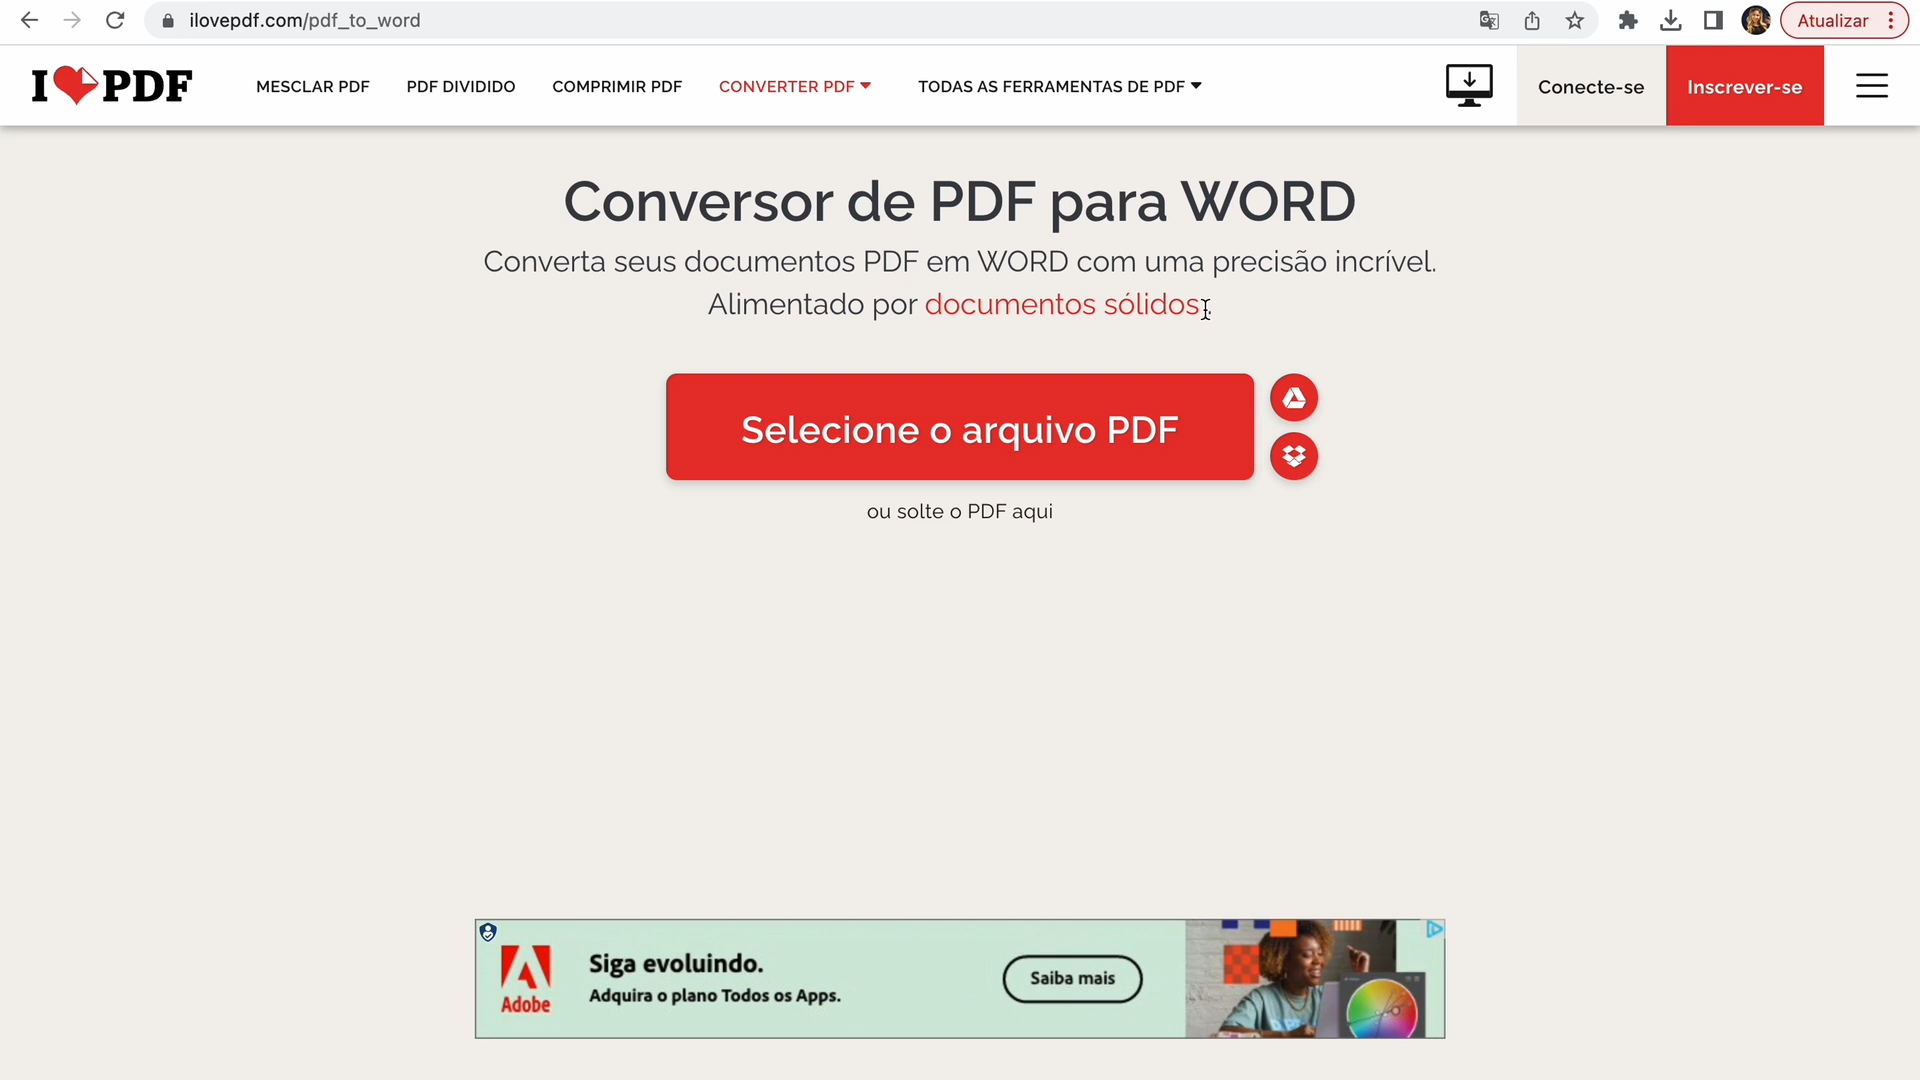 ilovepdf.com/pdf_to_word
Atualizar
I PDF
MESCLAR PDF
PDF DIVIDIDO
COMPRIMIR PDF
CONVERTER PDF
TODAS AS FERRAMENTAS DE PDF
Conecte-se
Inscrever-se
Conversor de PDF para WORD
Converta seus documentos PDF em WORD com uma precisão incrível.
Alimentado por documentos sólidos.
Selecione o arquivo PDF
ou solte o PDF aqui
Adobe
Siga evoluindo.
Adquira o plano Todos os Apps.
Saiba mais